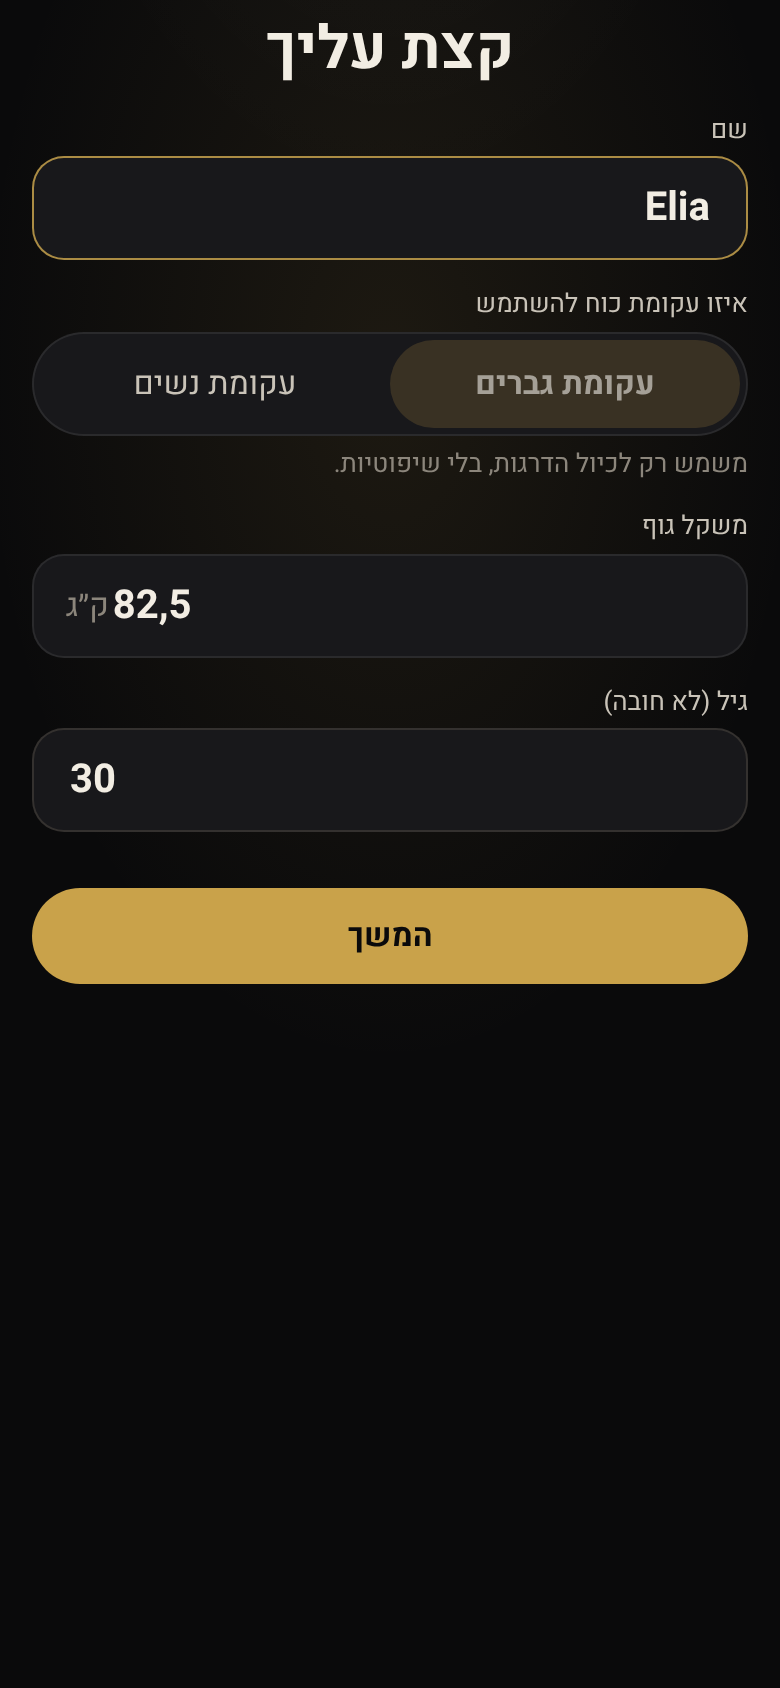 קצת עליך
שם
Elia
איזו עקומת כוח להשתמש
עקומת גברים
עקומת נשים
משמש רק לכיול הדרגות, בלי שיפוטיות.
משקל גוף
82,5 ק״ג
גיל (לא חובה)
30
המשך